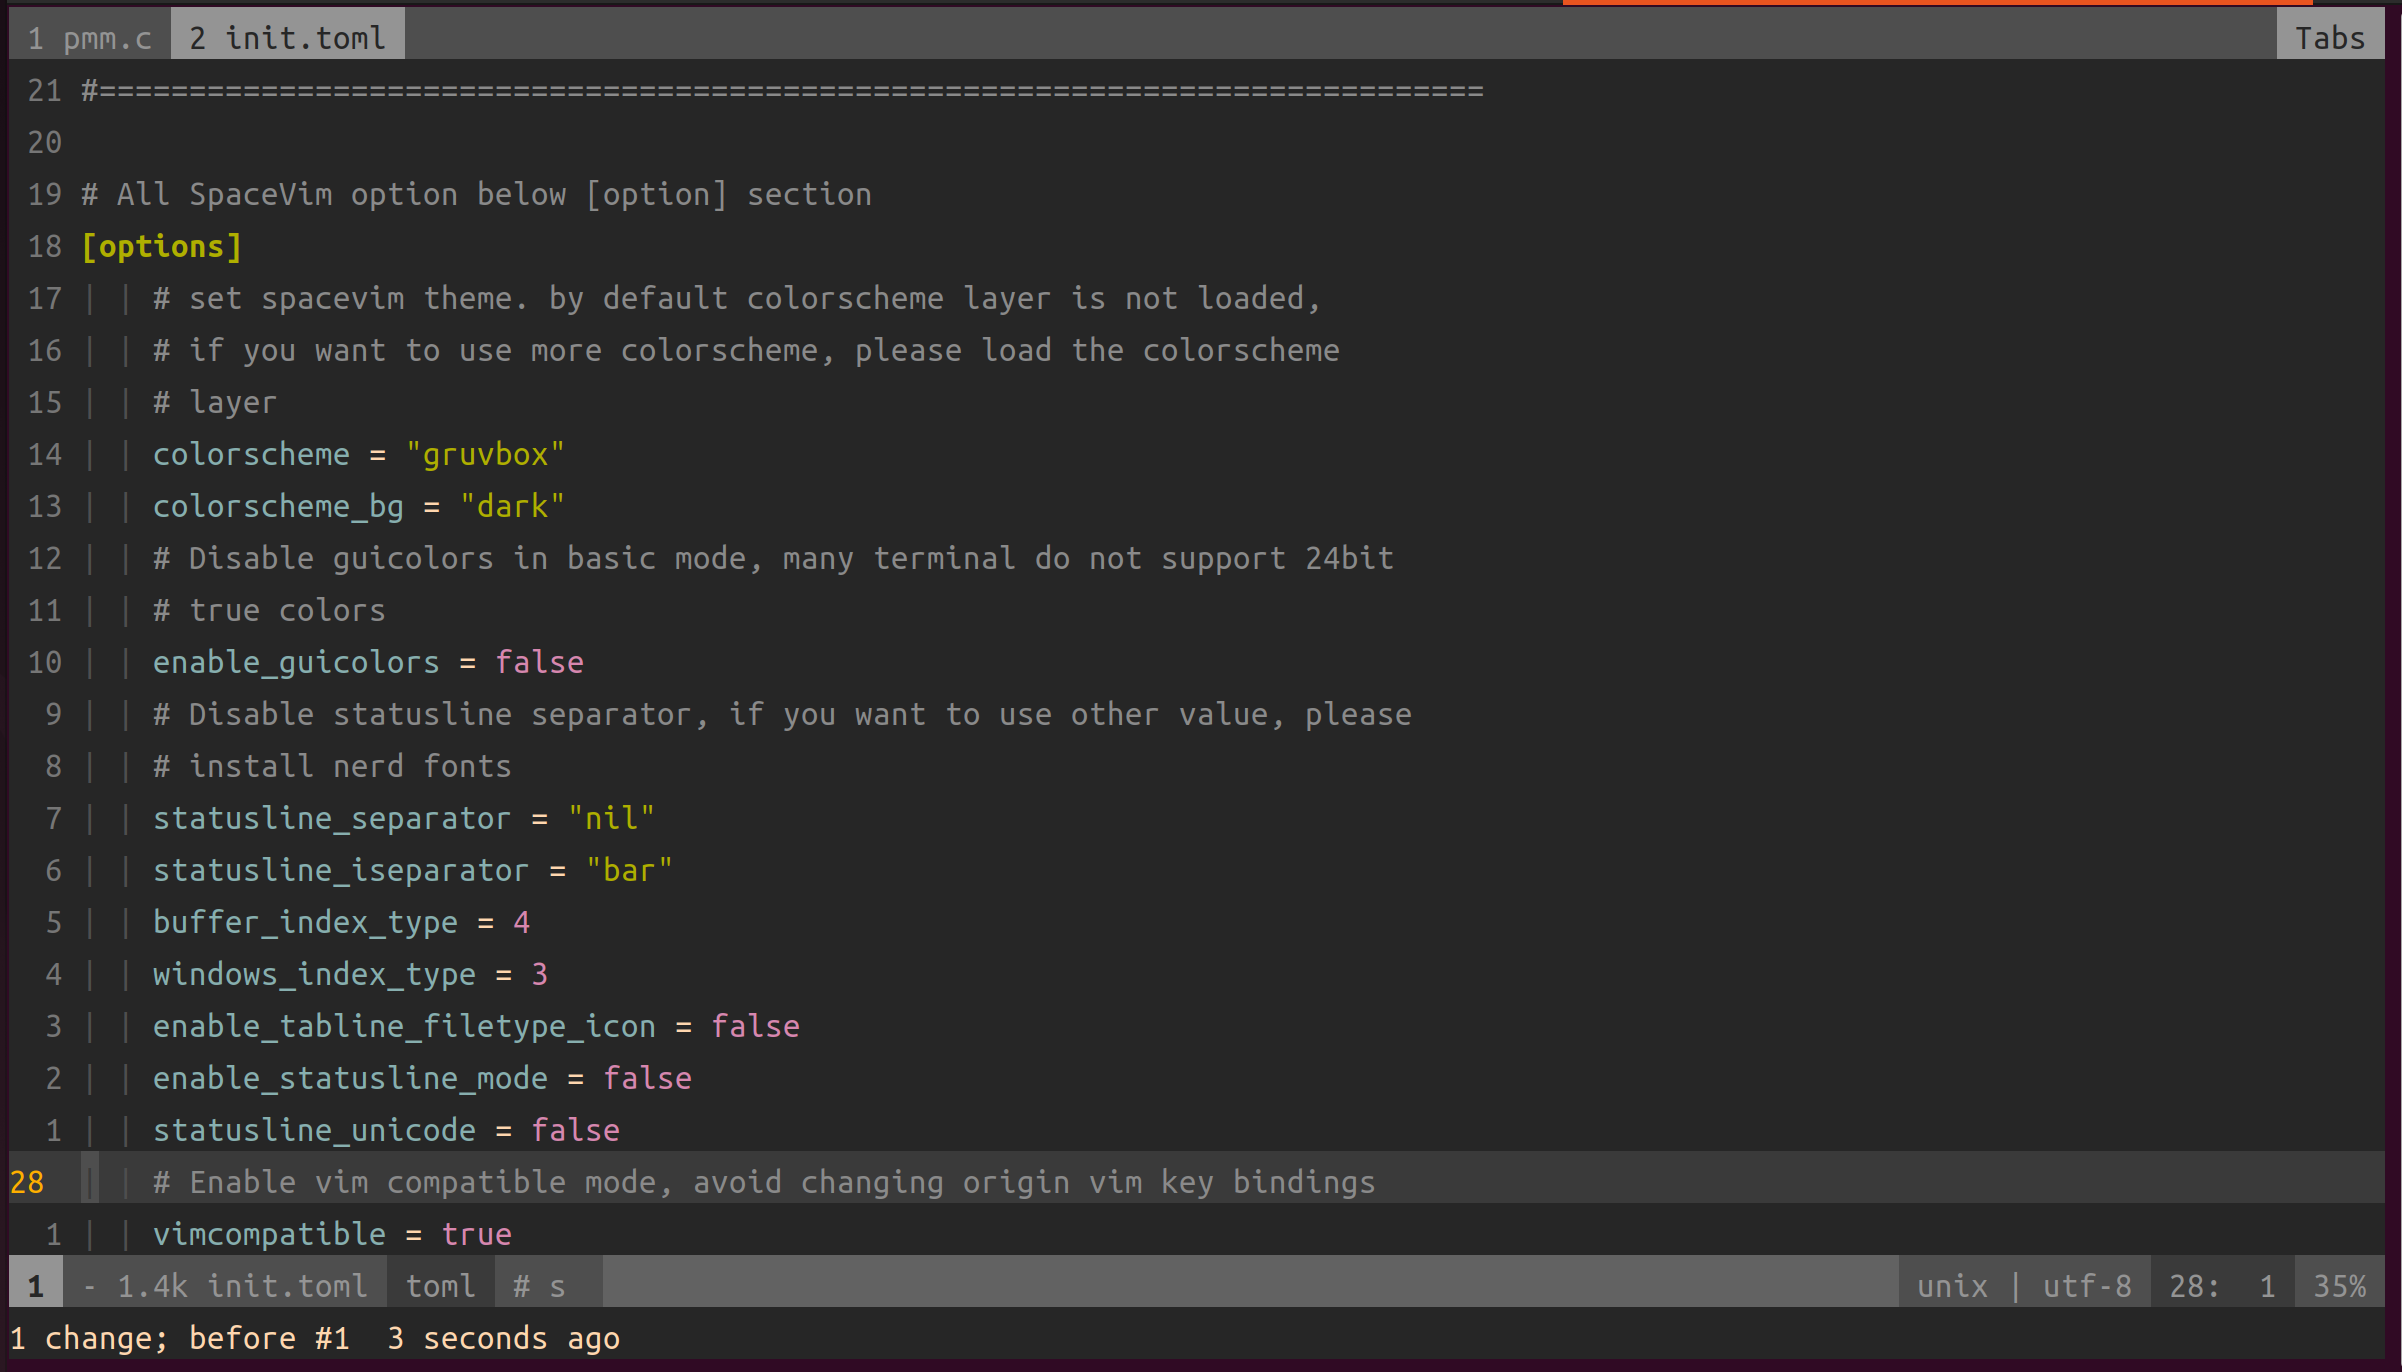 1 pmm.c 2 init.toml Tabs
21 #=============================================================================
20
19 # All SpaceVim option below [option] section
18 [options]
17 | | # set spacevim theme. by default colorscheme layer is not loaded,
16 | | # if you want to use more colorscheme, please load the colorscheme
15 | | # layer
14 | | colorscheme = "gruvbox"
13 | | colorscheme_bg = "dark"
12 | | # Disable guicolors in basic mode, many terminal do not support 24bit
11 | | # true colors
10 | | enable_guicolors = false
9 | | # Disable statusline separator, if you want to use other value, please
8 | | # install nerd fonts
7 | | statusline_separator = "nil"
6 | | statusline_iseparator = "bar"
5 | | buffer_index_type = 4
4 | | windows_index_type = 3
3 | | enable_tabline_filetype_icon = false
2 | | enable_statusline_mode = false
1 | | statusline_unicode = false
28 | | # Enable vim compatible mode, avoid changing origin vim key bindings
1 | | vimcompatible = true
1 - 1.4k init.toml toml # s unix | utf-8 28: 1 35%
1 change; before #1 3 seconds ago